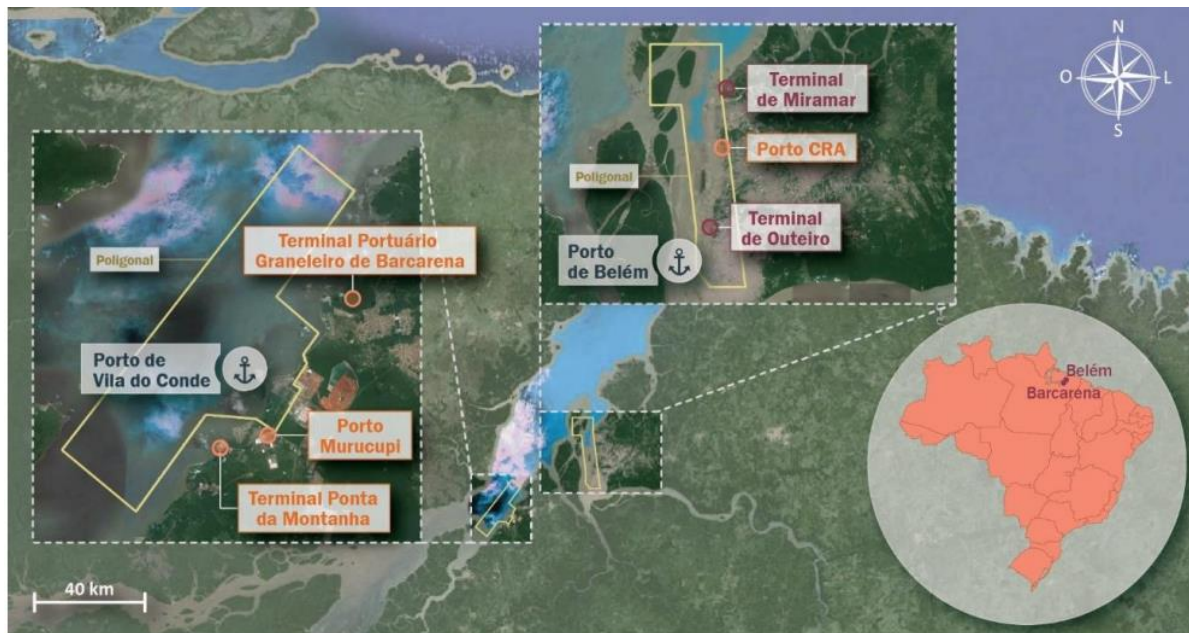 N
O
L
S
Terminal
de Miramar
Porto CRA
Poligonal
Terminal
de Outeiro
Porto
de Belém
Terminal Portuário
Graneleiro de Barcarena
Poligonal
Porto de
Vila do Conde
Porto
Murucupi
Terminal Ponta
da Montanha
Belém
Barcarena
40 km